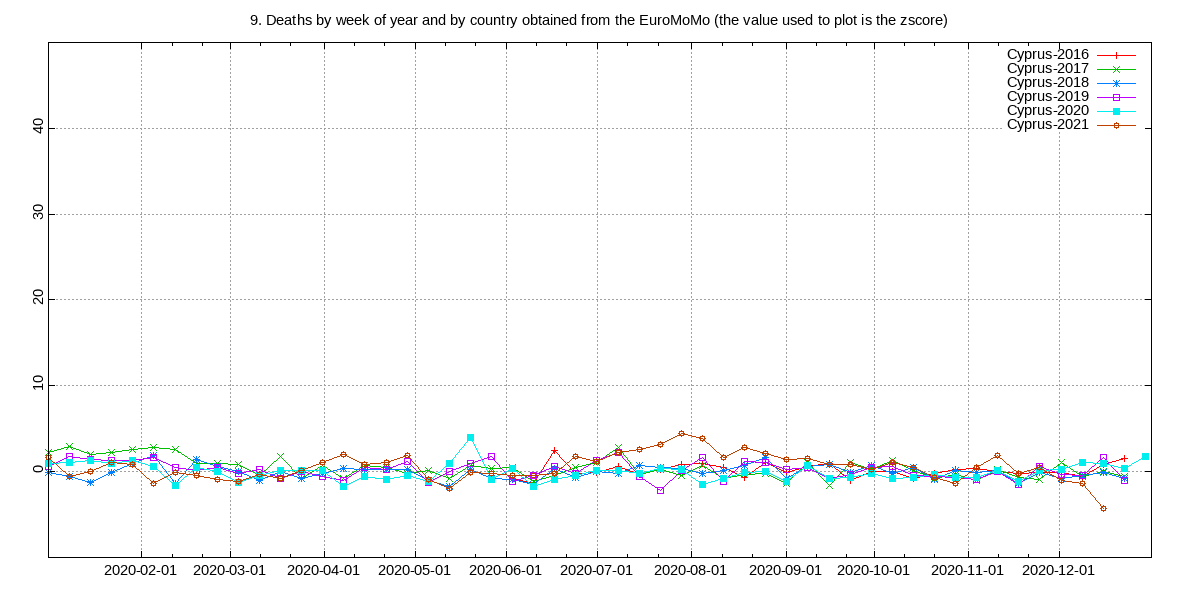 9. Deaths by week of year and by country obtained from the EuroMoMo (the value used to plot is the zscore)
Cyprus-2016
Cyprus-2017
Cyprus-2018
Cyprus-2019
Cyprus-2020
Cyprus-2021
40
30
20
10
0
2020-02-01 2020-03-01 2020-04-01 2020-05-01 2020-06-01 2020-07-01 2020-08-01 2020-09-01 2020-10-01 2020-11-01 2020-12-01